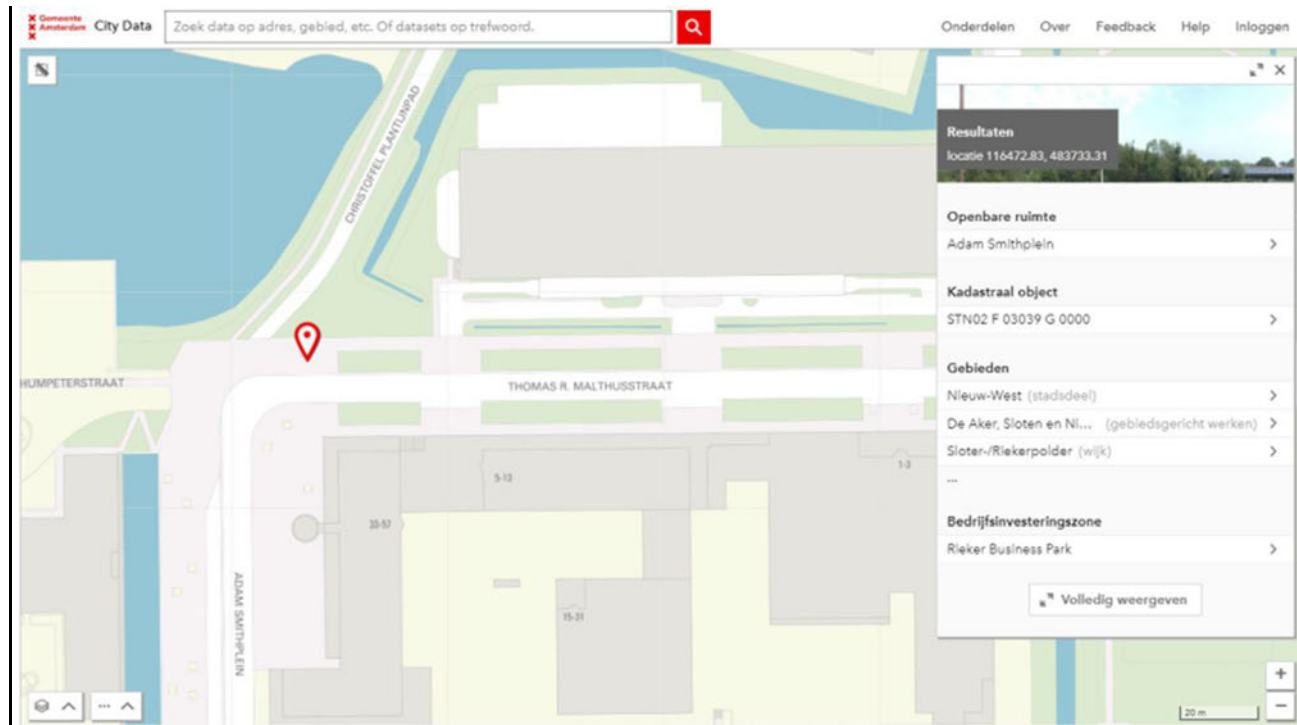 Gemeente
Amsterdam
City Data
Zoek data op adres, gebied, etc. Of datasets op trefwoord.
Onderdelen Over Feedback Help Inloggen
Resultaten
locatie 116472.83, 483733.31
Openbare ruimte
Adam Smithplein
Kadastraal object
STN02 F 03039 G 0000
Gebieden
Nieuw-West (stadsdeel)
De Aker, Sloten en Ni... (gebiedsgericht werken)
Sloter-/Riekerpolder (wijk)
...
Bedrijfsinvesteringszone
Rieker Business Park
Volledig weergeven
CHRISTOFFEL PLANTIJNPAD
HUMPETERSTRAAT
THOMAS R. MALTHUSSTRAAT
1-3
5-13
33-57
15-31
ADAM SMITHPLEIN
20 m